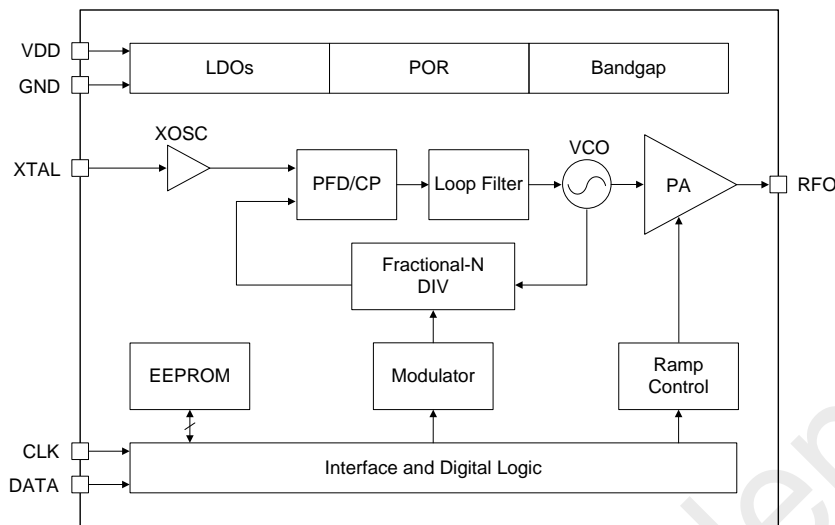 VDD
GND
LDOs
POR
Bandgap
XOSC
XTAL
PFD/CP
Loop Filter
VCO
PA
RFO
Fractional-N
DIV
EEPROM
Modulator
Ramp
Control
CLK
DATA
Interface and Digital Logic